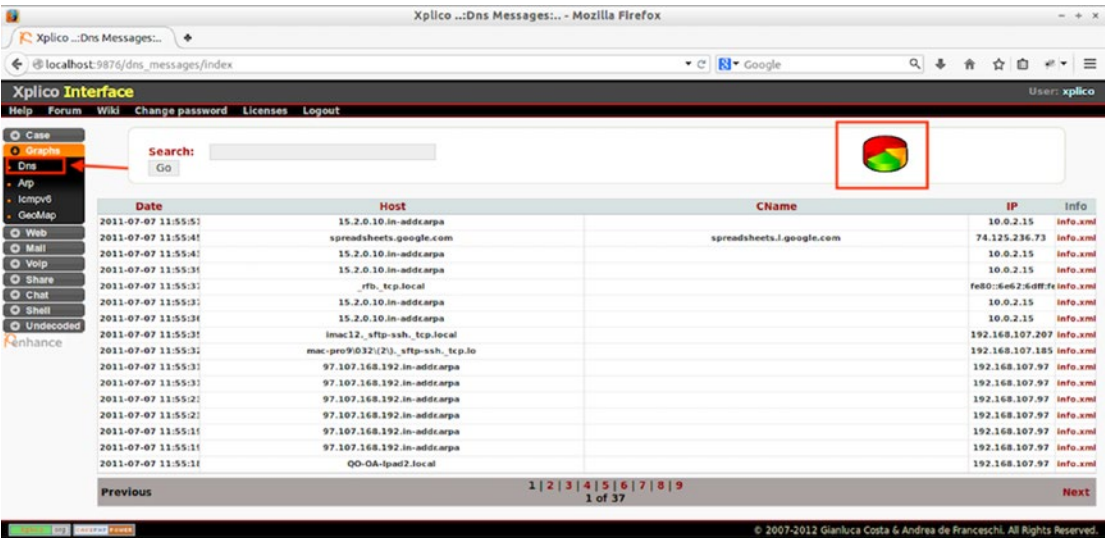 Xplico ..:Dns Messages:.. - Mozilla Firefox
Xplico ..:Dns Messages:..
localhost:9876/dns_messages/index
Google
Xplico Interface
User: xplico
Help Forum Wiki Change password Licenses Logout
Case
Graphs
Dns
Arp
Icmpv6
GeoMap
Web
Mail
Voip
Share
Chat
Shell
Undecoded
enhance
Search:
Go
Date Host CName IP Info
2011-07-07 11:55: 15.2.0.10.in-addr.arpa 10.0.2.15 info.xml
2011-07-07 11:55: spreadsheets.google.com spreadsheets.l.google.com 74.125.236.73 info.xml
2011-07-07 11:55: 15.2.0.10.in-addr.arpa 10.0.2.15 info.xml
2011-07-07 11:55: 15.2.0.10.in-addr.arpa 10.0.2.15 info.xml
2011-07-07 11:55: _rfb._tcp.local fe80::6e62:6dff:fe info.xml
2011-07-07 11:55: 15.2.0.10.in-addr.arpa 10.0.2.15 info.xml
2011-07-07 11:55: 15.2.0.10.in-addr.arpa 10.0.2.15 info.xml
2011-07-07 11:55: imac12._sftp-ssh._tcp.local 192.168.107.207 info.xml
2011-07-07 11:55: mac-pro9\032\(2\)._sftp-ssh._tcp.lo 192.168.107.185 info.xml
2011-07-07 11:55: 97.107.168.192.in-addr.arpa 192.168.107.97 info.xml
2011-07-07 11:55: 97.107.168.192.in-addr.arpa 192.168.107.97 info.xml
2011-07-07 11:55: 97.107.168.192.in-addr.arpa 192.168.107.97 info.xml
2011-07-07 11:55: 97.107.168.192.in-addr.arpa 192.168.107.97 info.xml
2011-07-07 11:55: 97.107.168.192.in-addr.arpa 192.168.107.97 info.xml
2011-07-07 11:55: 97.107.168.192.in-addr.arpa 192.168.107.97 info.xml
2011-07-07 11:55: QO-OA-Ipad2.local 192.168.107.97 info.xml
Previous
1 | 2 | 3 | 4 | 5 | 6 | 7 | 8 | 9
1 of 37
Next
© 2007-2012 Gianluca Costa & Andrea de Franceschi. All Rights Reserved.